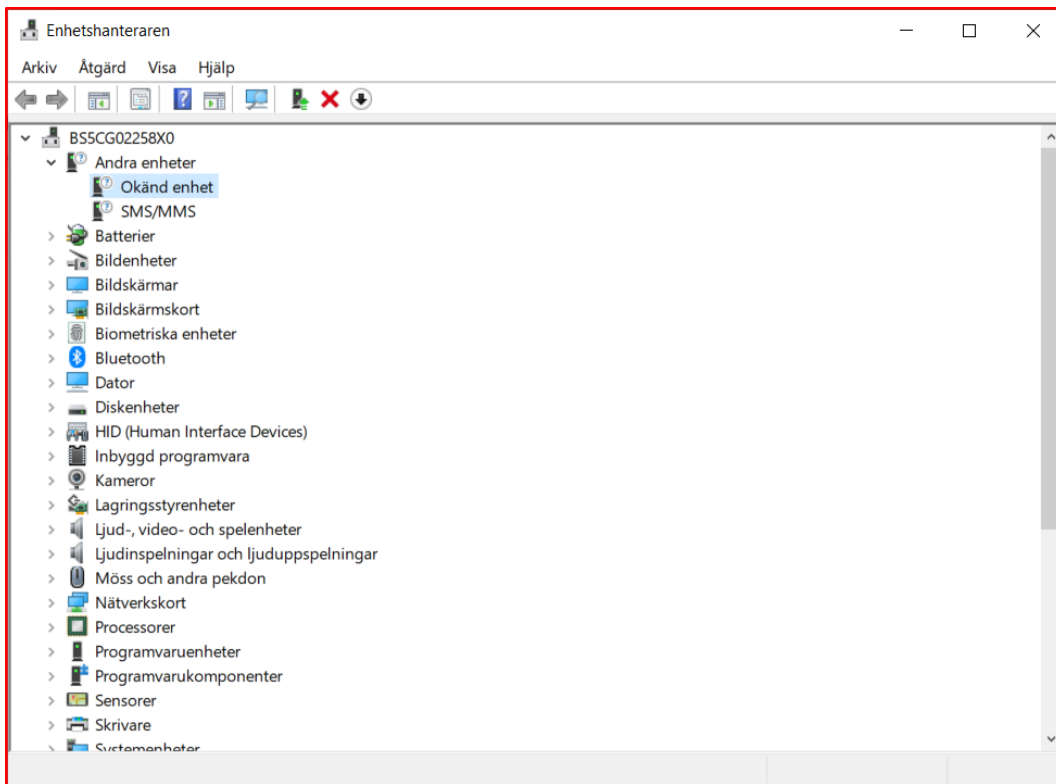 Enhetshanteraren
Arkiv Åtgärd Visa Hjälp
BS5CG02258X0
Andra enheter
Okänd enhet
SMS/MMS
Batterier
Bildenheter
Bildskärmar
Bildskärmskort
Biometriska enheter
Bluetooth
Dator
Diskenheter
HID (Human Interface Devices)
Inbyggd programvara
Kameror
Lagringsstyrenheter
Ljud-, video- och spelenheter
Ljudinspelningar och ljuduppspelningar
Möss och andra pekdon
Nätverkskort
Processorer
Programvaruenheter
Programvarukomponenter
Sensorer
Skrivare
Systemenheter